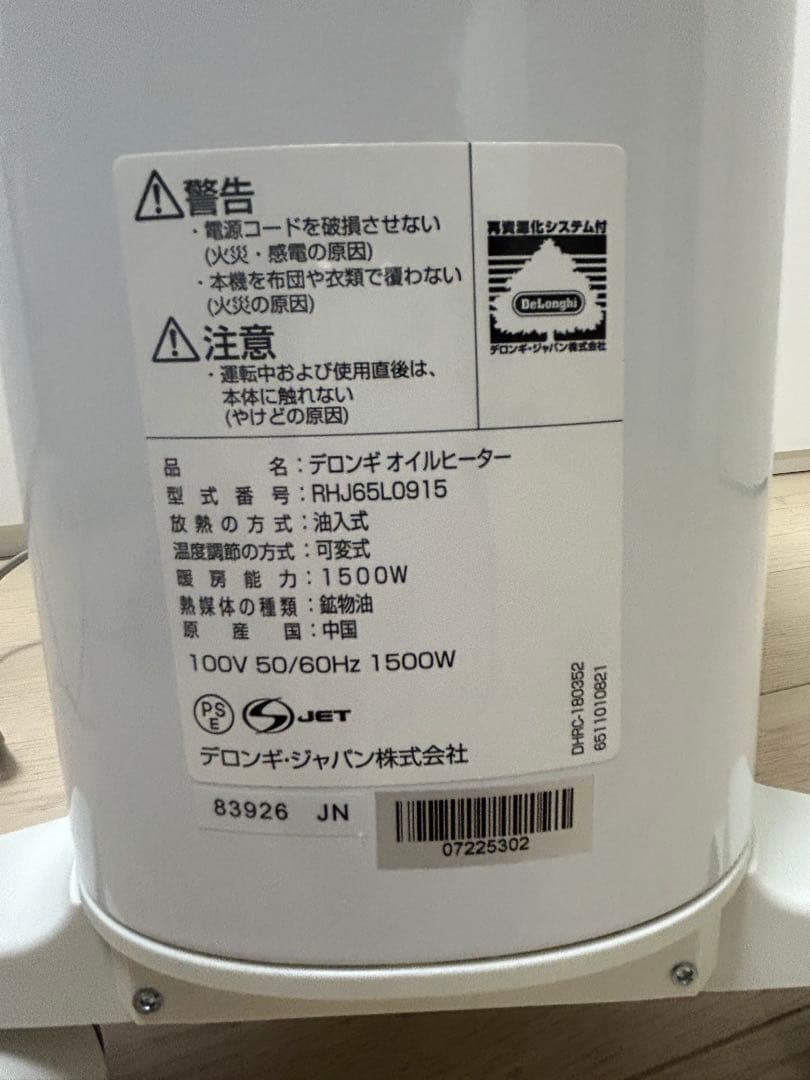 ⚠警告
・電源コードを破損させない
(火災・感電の原因)
・本機を布団や衣類で覆わない
(火災の原因)
⚠注意
・運転中および使用直後は、
本体に触れない
(やけどの原因)
再資源化システム付
DeLonghi
デロンギ・ジャパン株式会社
品名：デロンギ オイルヒーター
型式番号：RHJ65L0915
放熱の方式：油入式
温度調節の方式：可変式
暖房能力：1500W
熱媒体の種類：鉱物油
原産国：中国
100V 50/60Hz 1500W
PSE
JET
デロンギ・ジャパン株式会社
DHRC-180352
6511010821
83926 JN
07225302